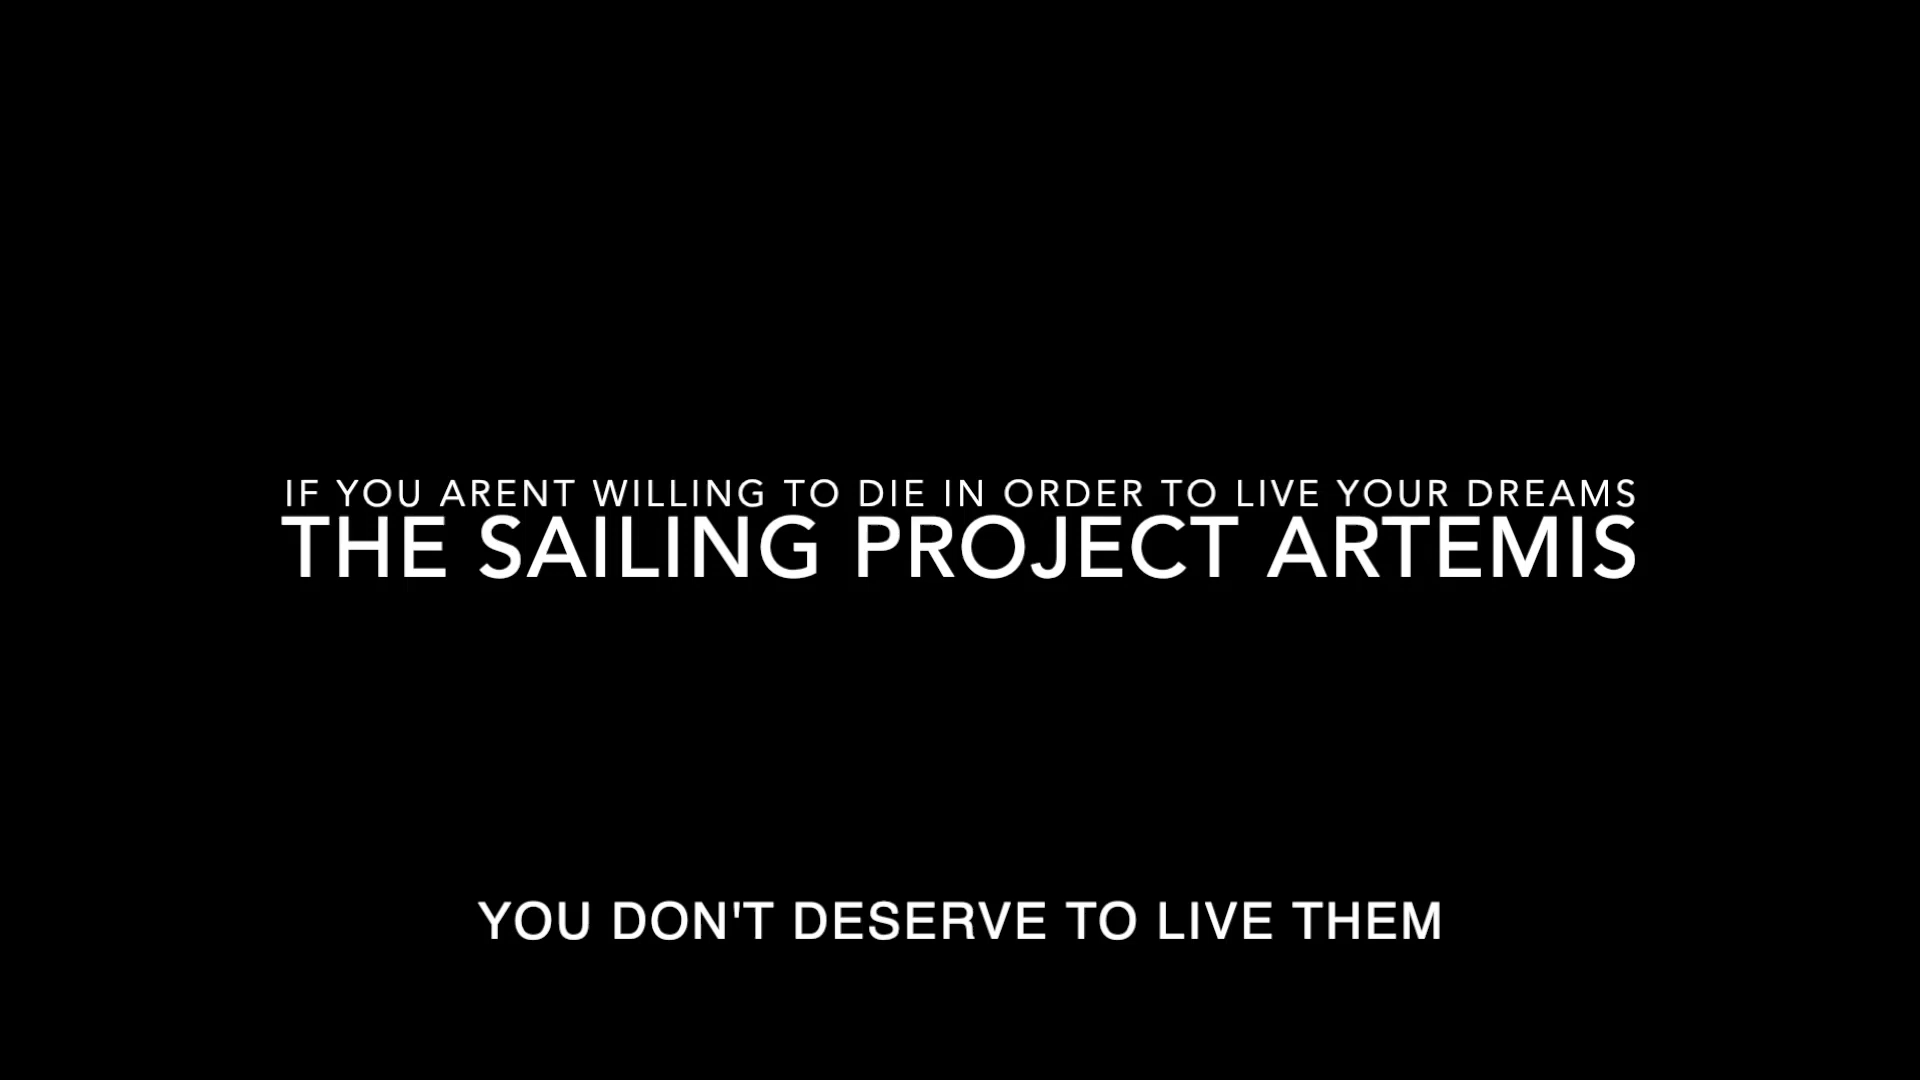 IF YOU ARENT WILLING TO DIE IN ORDER TO LIVE YOUR DREAMS
THE SAILING PROJECT ARTEMIS
YOU DON'T DESERVE TO LIVE THEM